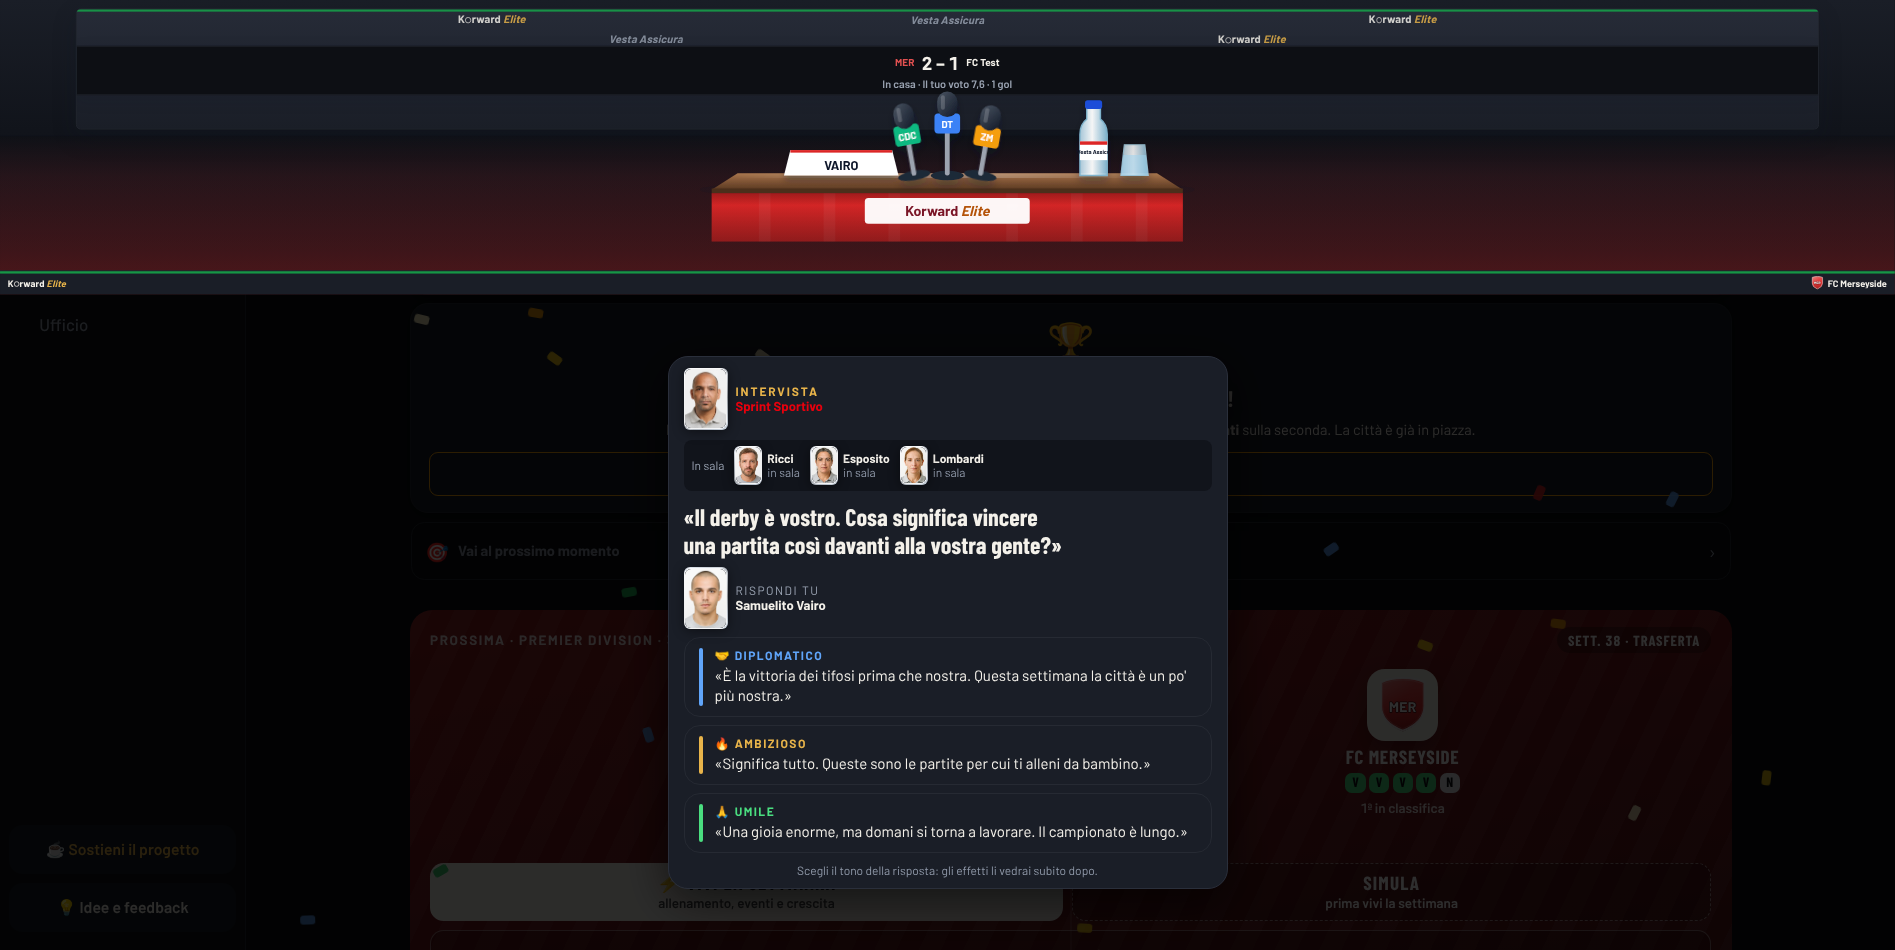 Korward Elite
Vesta Assicura
Korward Elite
Vesta Assicura
Korward Elite
MER 2 – 1 FC Test
In casa · Il tuo voto 7,6 · 1 gol
CDC
DT
ZM
VAIRO
Korward Elite
Korward Elite
FC Merseyside
Ufficio
INTERVISTA
Sprint Sportivo
!
sulla seconda. La città è già in piazza.
In sala
Ricci
in sala
Esposito
in sala
Lombardi
in sala
«Il derby è vostro. Cosa significa vincere
una partita così davanti alla vostra gente?»
Vai al prossimo momento
RISPONDI TU
Samuelito Vairo
PROSSIMA · PREMIER DIVISION ·
SETT. 38 · TRASFERTA
DIPLOMATICO
«È la vittoria dei tifosi prima che nostra. Questa settimana la città è un po'
più nostra.»
AMBIZIOSO
«Significa tutto. Queste sono le partite per cui ti alleni da bambino.»
UMILE
«Una gioia enorme, ma domani si torna a lavorare. Il campionato è lungo.»
Scegli il tono della risposta: gli effetti li vedrai subito dopo.
MER
FC MERSEYSIDE
V V V V N
1ª in classifica
allenamento, eventi e crescita
SIMULA
prima vivi la settimana
Sostieni il progetto
Idee e feedback